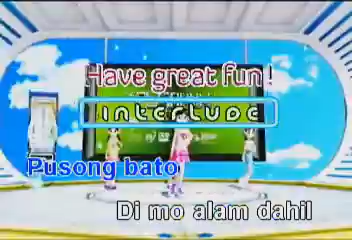 Have great fun!
INTERLUDE
Pusong bato
Di mo alam dahil